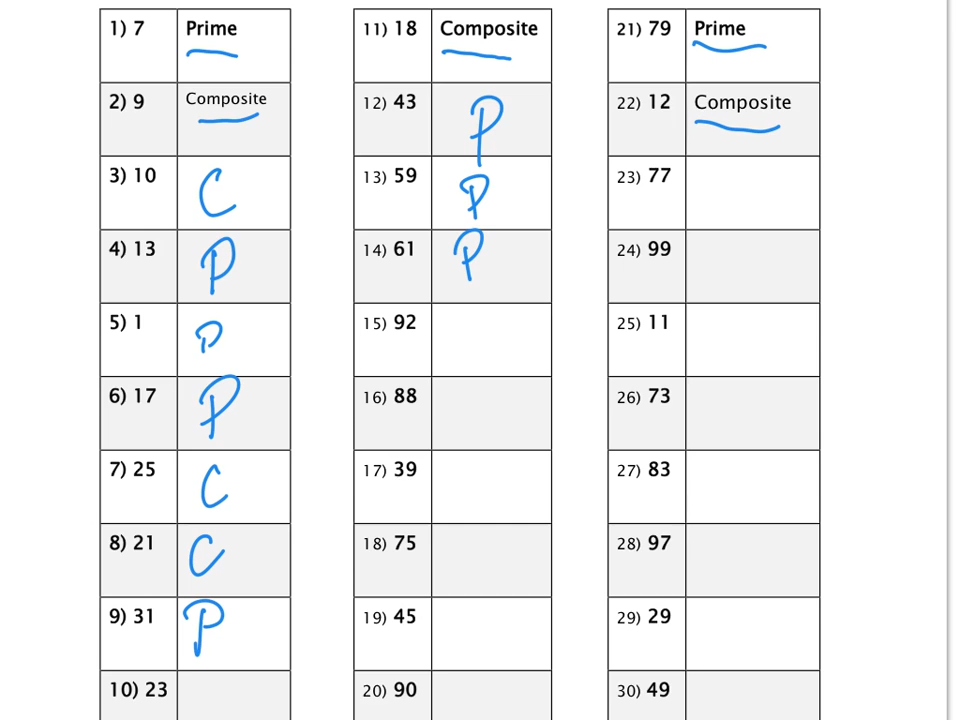 1) 7 Prime
2) 9 Composite
3) 10 C
4) 13 P
5) 1 P
6) 17 P
7) 25 C
8) 21 C
9) 31 P
10) 23
11) 18 Composite
12) 43 P
13) 59 P
14) 61 P
15) 92
16) 88
17) 39
18) 75
19) 45
20) 90
21) 79 Prime
22) 12 Composite
23) 77
24) 99
25) 11
26) 73
27) 83
28) 97
29) 29
30) 49